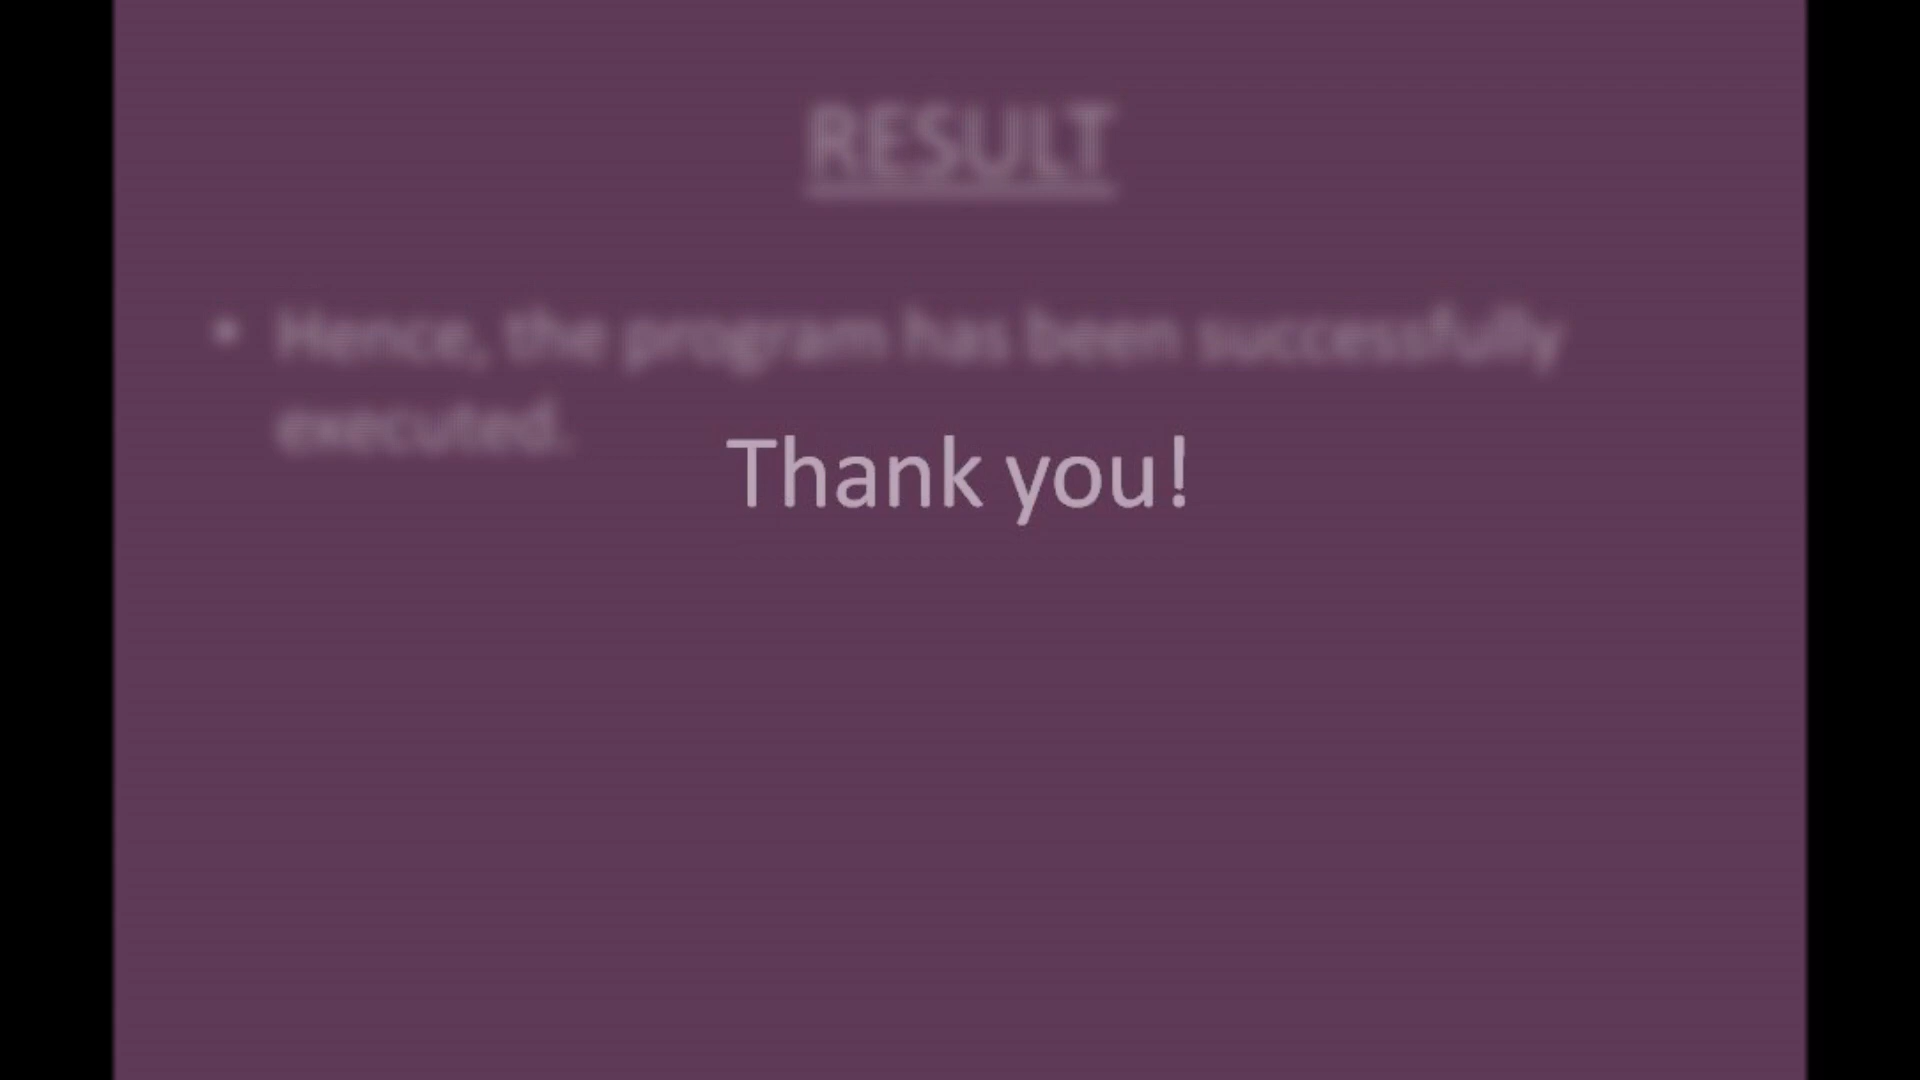 RESULT
• Hence, the program has been successfully
executed.
Thank you!